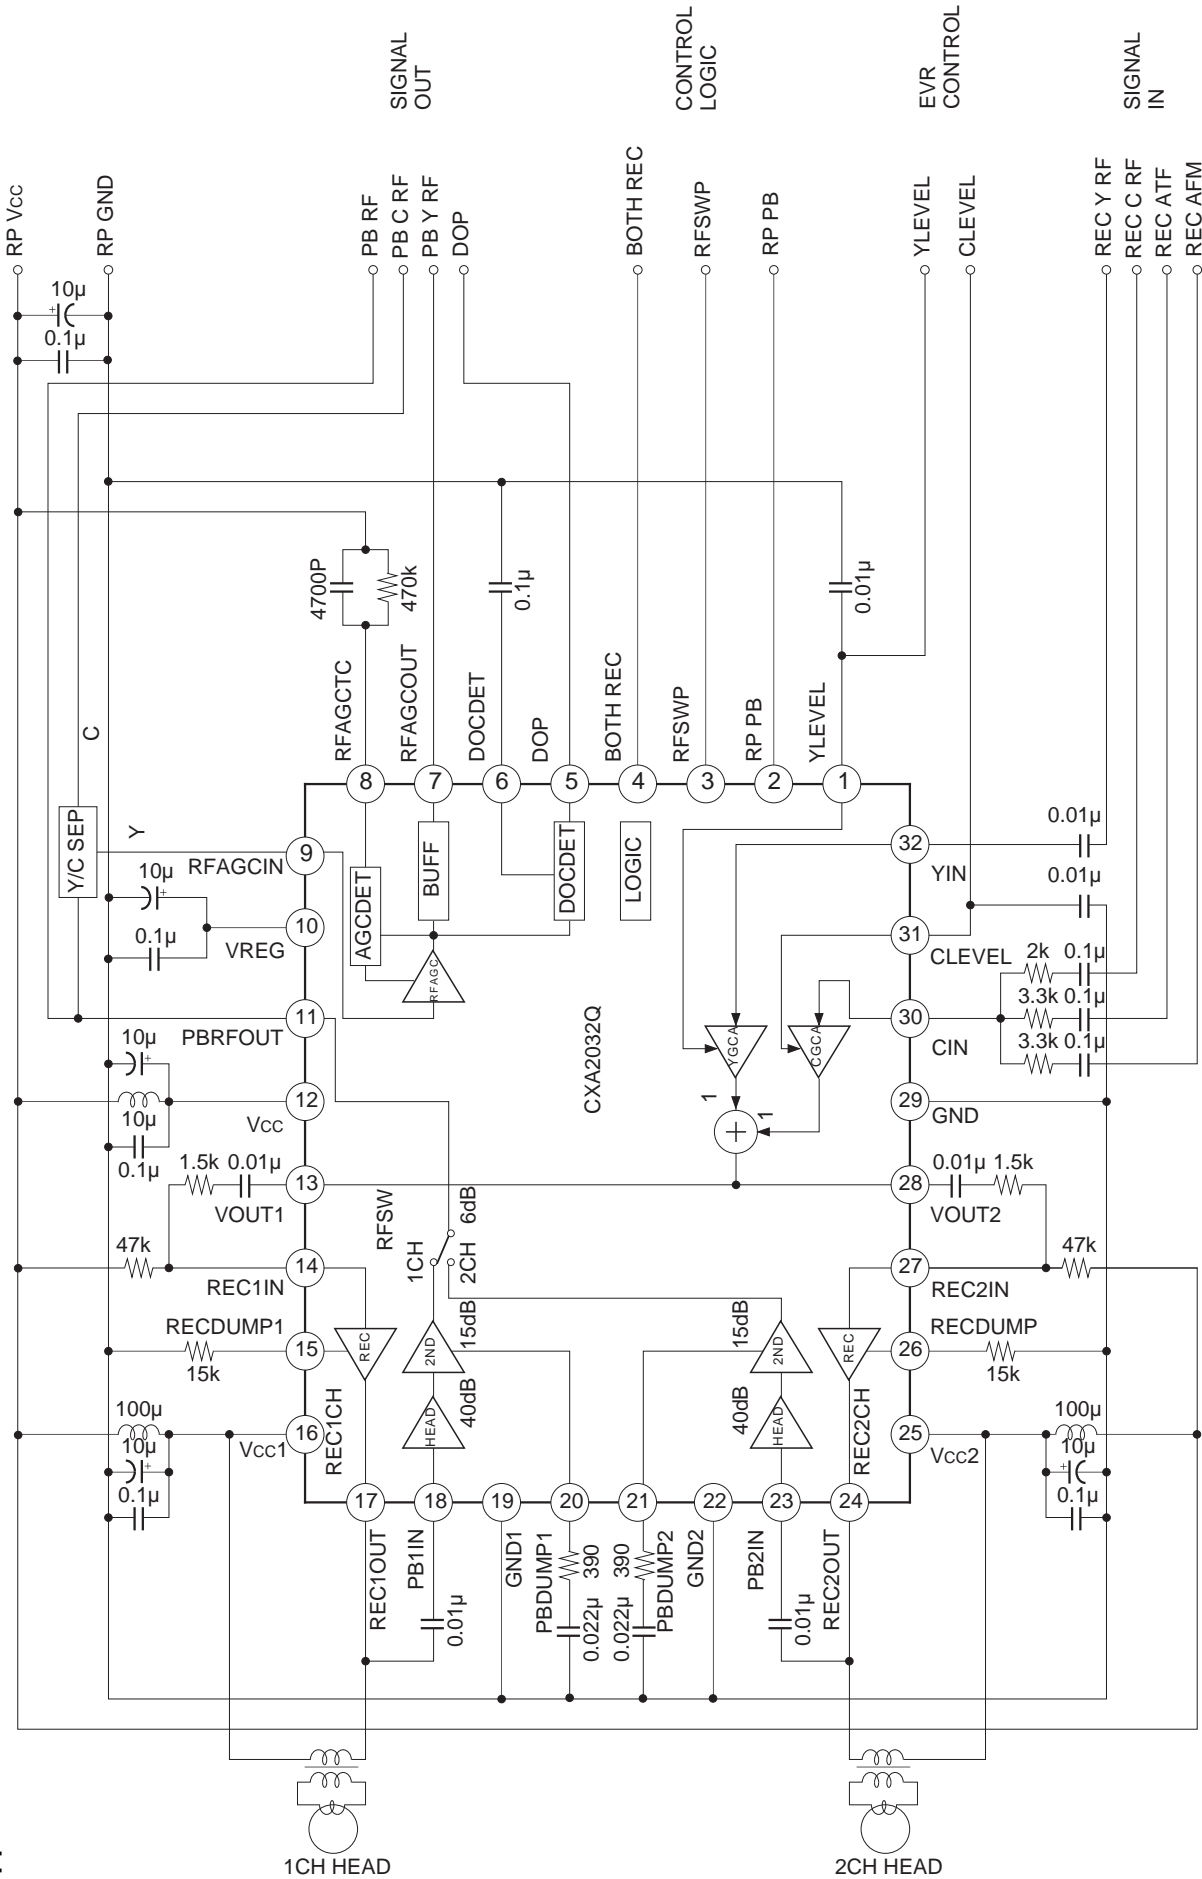 RP Vcc
RP GND
PB RF
PB C RF
PB Y RF
DOP
BOTH REC
RFSWP
RP PB
YLEVEL
CLEVEL
REC Y RF
REC C RF
REC ATF
REC AFM
SIGNAL
OUT
CONTROL
LOGIC
EVR
CONTROL
SIGNAL
IN
10µ
+
0.1µ
4700P
470k
0.1µ
0.01µ
C
Y/C SEP
Y
RFAGCTC
RFAGCOUT
DOCDET
DOP
BOTH REC
RFSWP
RP PB
YLEVEL
8
7
6
5
4
3
2
1
9
RFAGCIN
10µ
+
0.1µ
10
VREG
11
PBRFOUT
10µ
+
10µ
0.1µ
12
Vcc
1.5k
0.01µ
13
VOUT1
47k
14
REC1IN
RECDUMP1
15k
15
100µ
10µ
+
0.1µ
16
Vcc1
AGCDET
BUFF
DOCDET
LOGIC
RFAGC
CXA2032Q
YGCA
CGCA
1
1
+
RFSW
1CH
2CH
6dB
15dB
15dB
2ND
2ND
40dB
40dB
HEAD
HEAD
REC
REC
REC1CH
REC2CH
32
YIN
0.01µ
0.01µ
31
CLEVEL
2k
0.1µ
3.3k
0.1µ
3.3k
0.1µ
30
CIN
29
GND
28
0.01µ
1.5k
VOUT2
47k
27
REC2IN
RECDUMP
26
15k
100µ
10µ
+
0.1µ
25
Vcc2
17
18
19
20
21
22
23
24
REC1OUT
PB1IN
GND1
PBDUMP1
390
390
PBDUMP2
GND2
PB2IN
REC2OUT
0.01µ
0.022µ
0.022µ
0.01µ
1CH HEAD
2CH HEAD